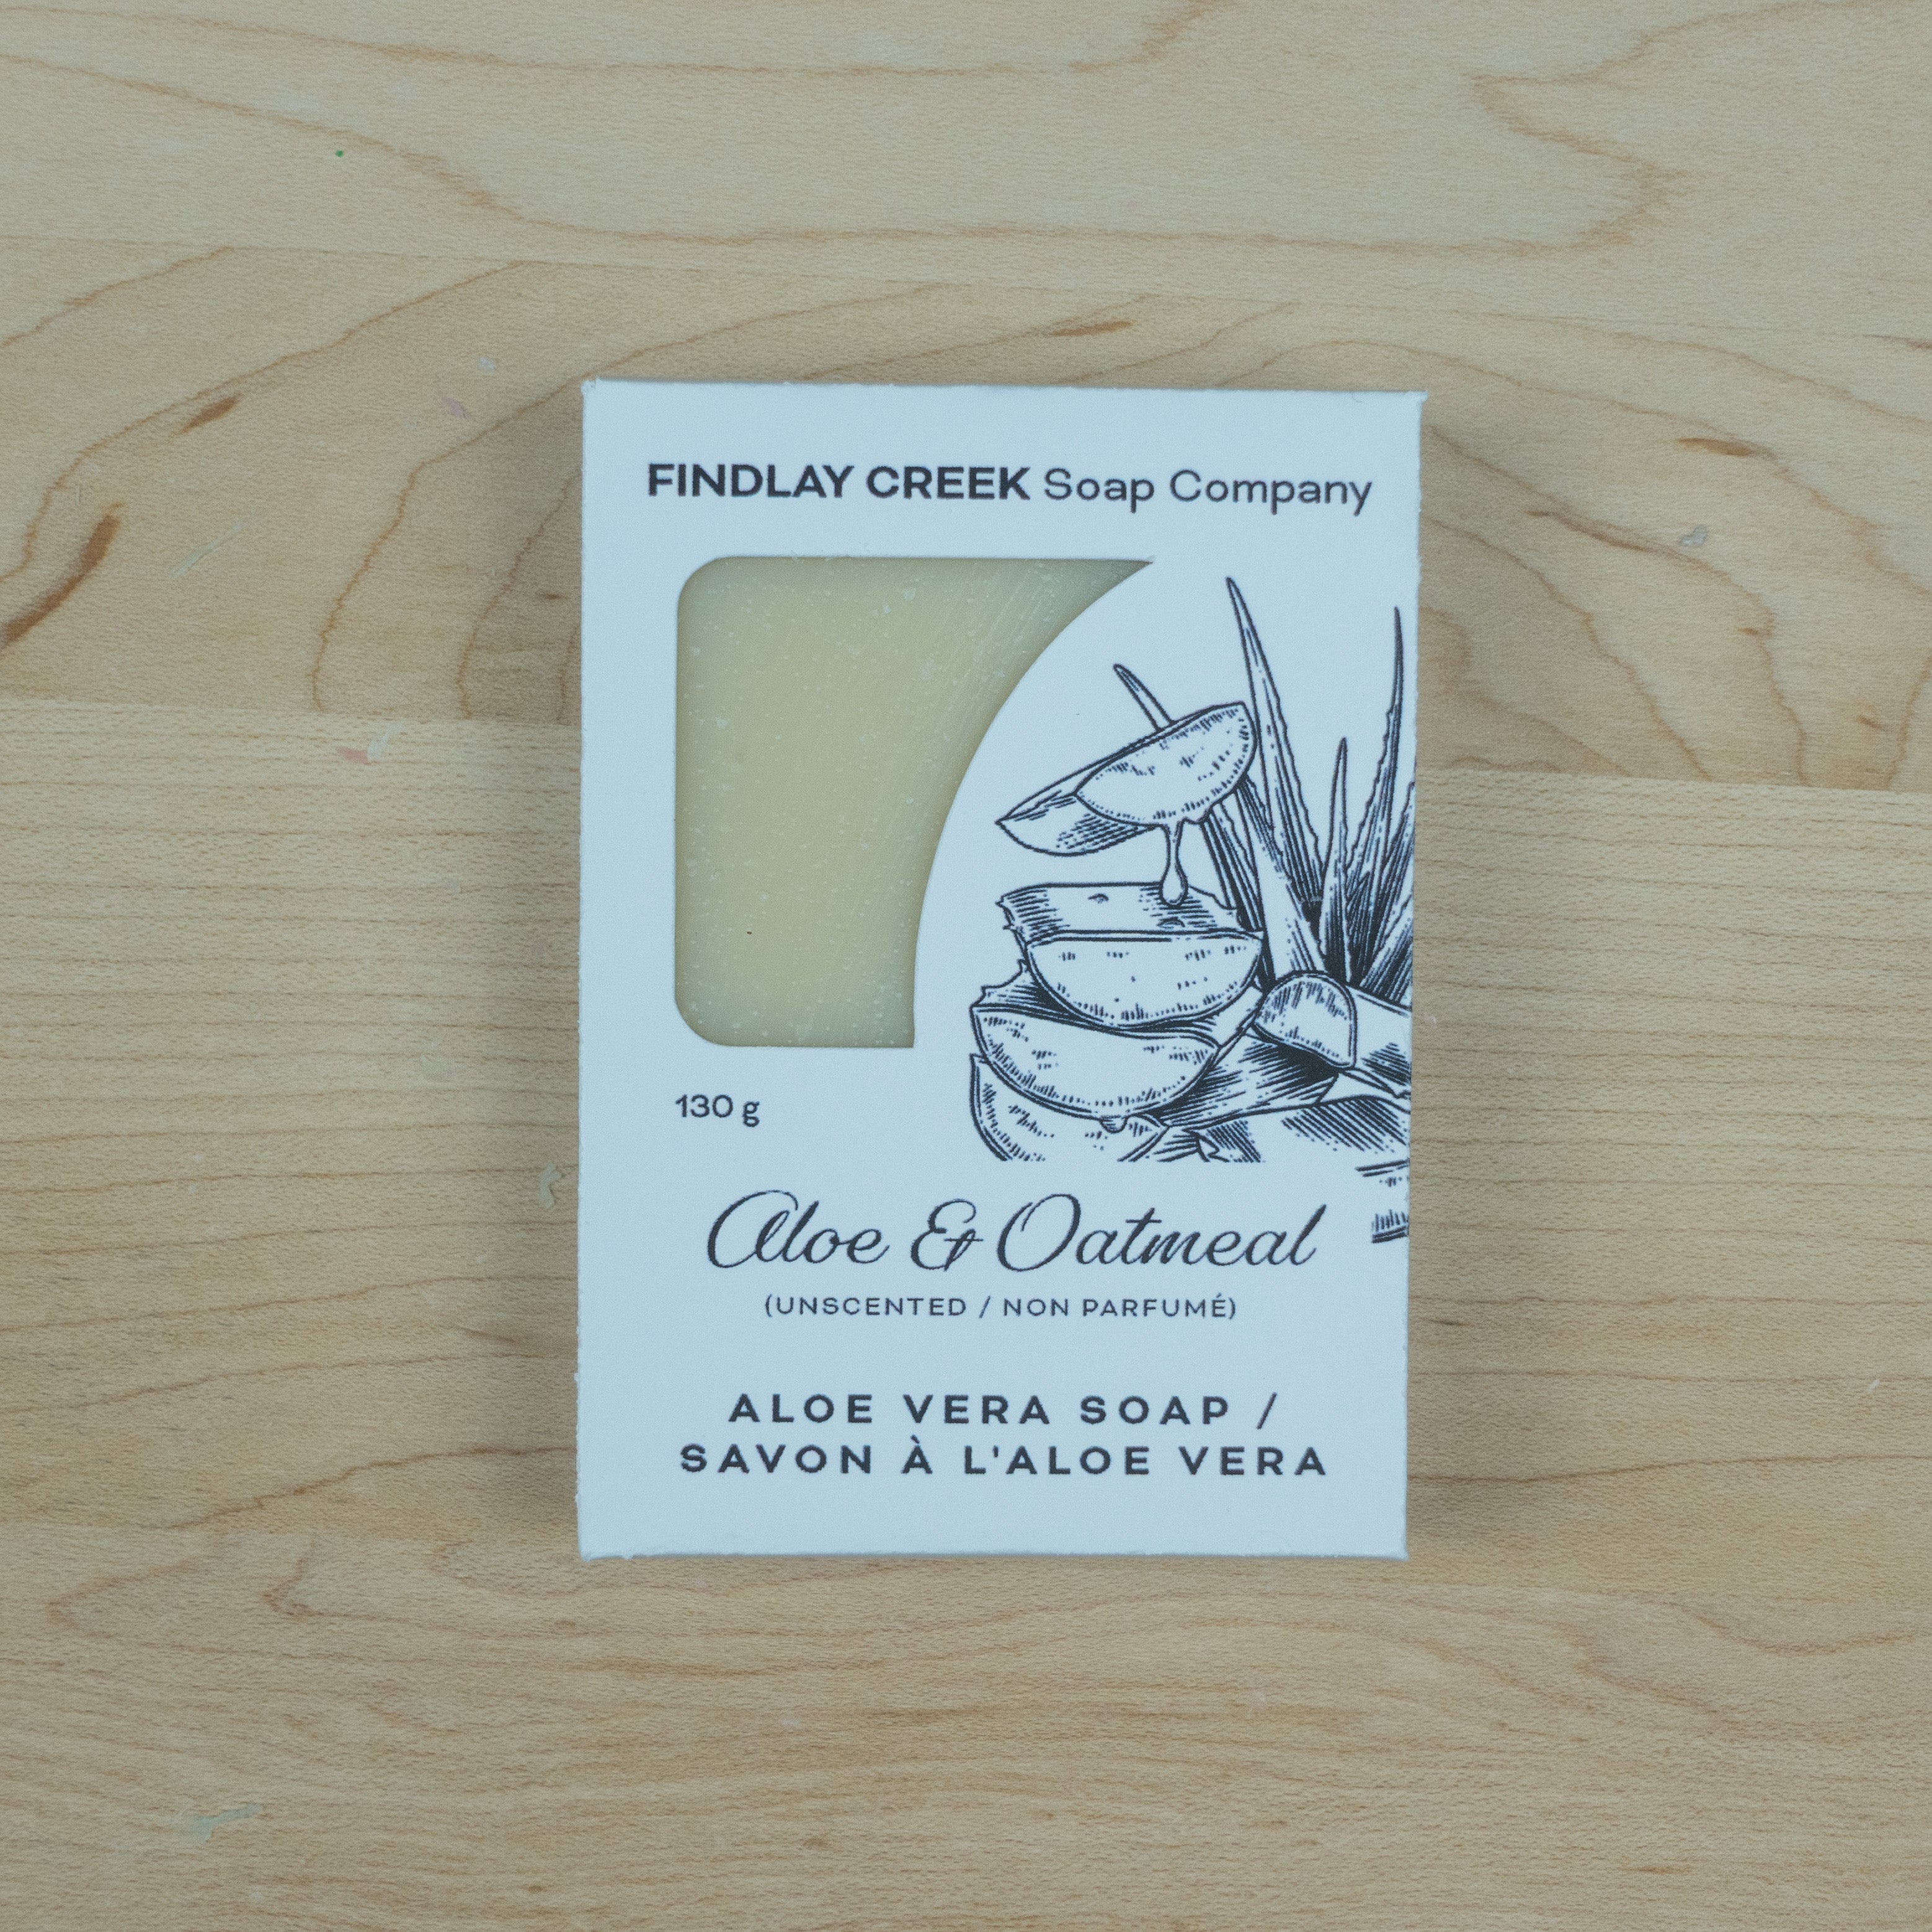 FINDLAY CREEK Soap Company
130 g
Aloe & Oatmeal
(UNSCENTED / NON PARFUMÉ)
ALOE VERA SOAP /
SAVON À L'ALOE VERA